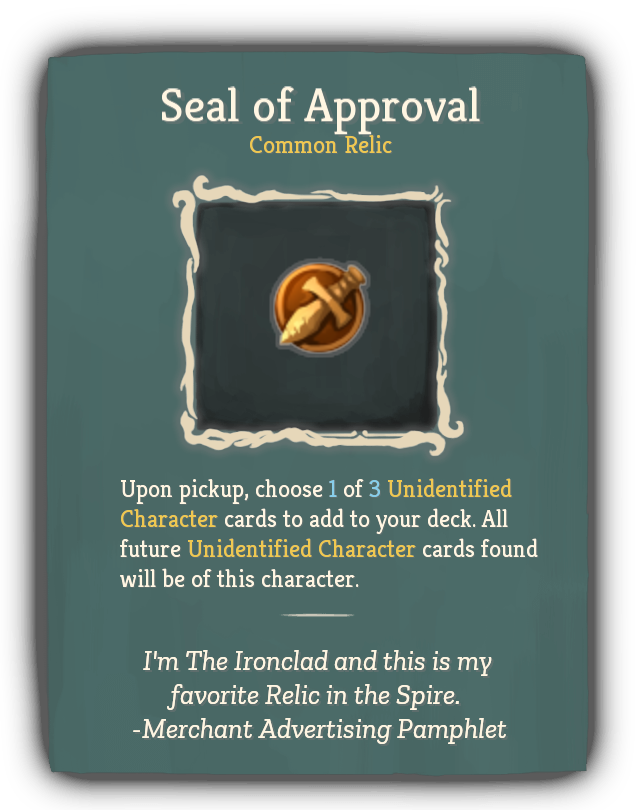 Seal of Approval
Common Relic
Upon pickup, choose 1 of 3 Unidentified
Character cards to add to your deck. All
future Unidentified Character cards found
will be of this character.
I'm The Ironclad and this is my
favorite Relic in the Spire.
-Merchant Advertising Pamphlet